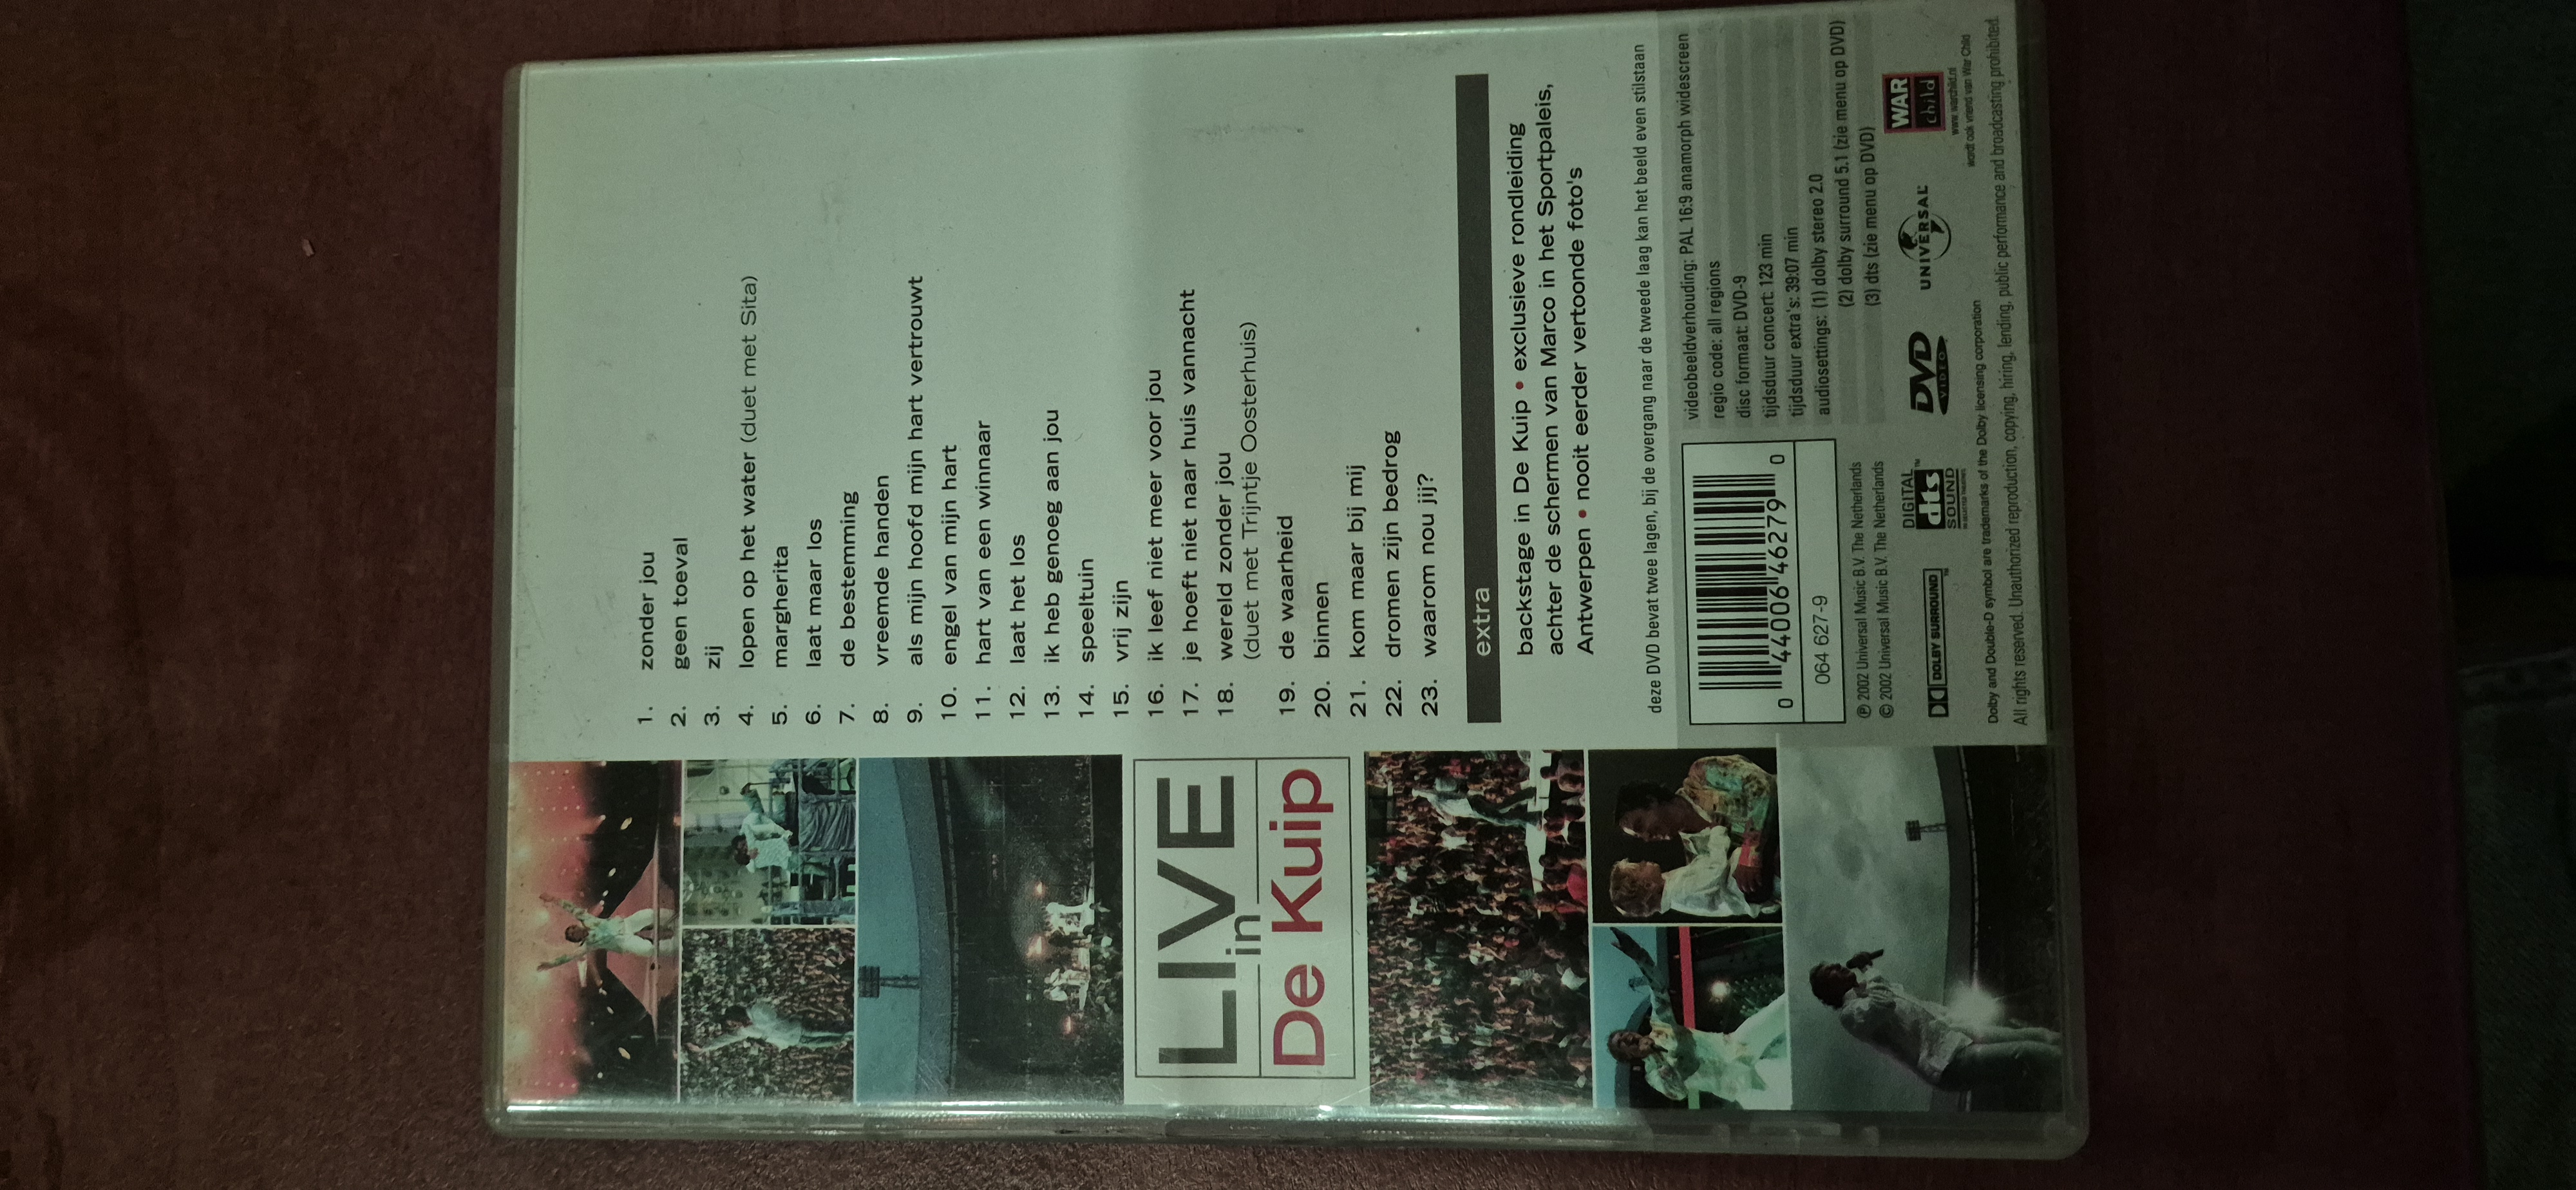 1. zonder jou
2. geen toeval
3. zij
4. lopen op het water (duet met Sita)
5. margherita
6. laat maar los
7. de bestemming
8. vreemde handen
9. als mijn hoofd mijn hart vertrouwt
10. engel van mijn hart
11. hart van een winnaar
12. laat het los
13. ik heb genoeg aan jou
14. speeltuin
15. vrij zijn
16. ik leef niet meer voor jou
17. je hoeft niet naar huis vannacht
18. wereld zonder jou
(duet met Trijntje Oosterhuis)
19. de waarheid
20. binnen
21. kom maar bij mij
22. dromen zijn bedrog
23. waarom nou jij?
LIVE
in
De Kuip
extra
backstage in De Kuip • exclusieve rondleiding
achter de schermen van Marco in het Sportpaleis,
Antwerpen • nooit eerder vertoonde foto's
deze DVD bevat twee lagen, bij de overgang naar de tweede laag kan het beeld even stilstaan
0 44006 46279 0
064 627-9
℗ 2002 Universal Music B.V. The Netherlands
© 2002 Universal Music B.V. The Netherlands
videobeeldverhouding: PAL 16:9 anamorph widescreen
regio code: all regions
disc formaat: DVD-9
tijdsduur concert: 123 min
tijdsduur extra's: 39:07 min
audiosettings: (1) dolby stereo 2.0
(2) dolby surround 5.1 (zie menu op DVD)
(3) dts (zie menu op DVD)
DOLBY SURROUND
DIGITAL
dts
SOUND
DVD
VIDEO
UNIVERSAL
WAR
child
www.warchild.nl
wordt ook vriend van War Child
Dolby and Double-D symbol are trademarks of the Dolby licensing corporation
All rights reserved. Unauthorized reproduction, copying, hiring, lending, public performance and broadcasting prohibited.